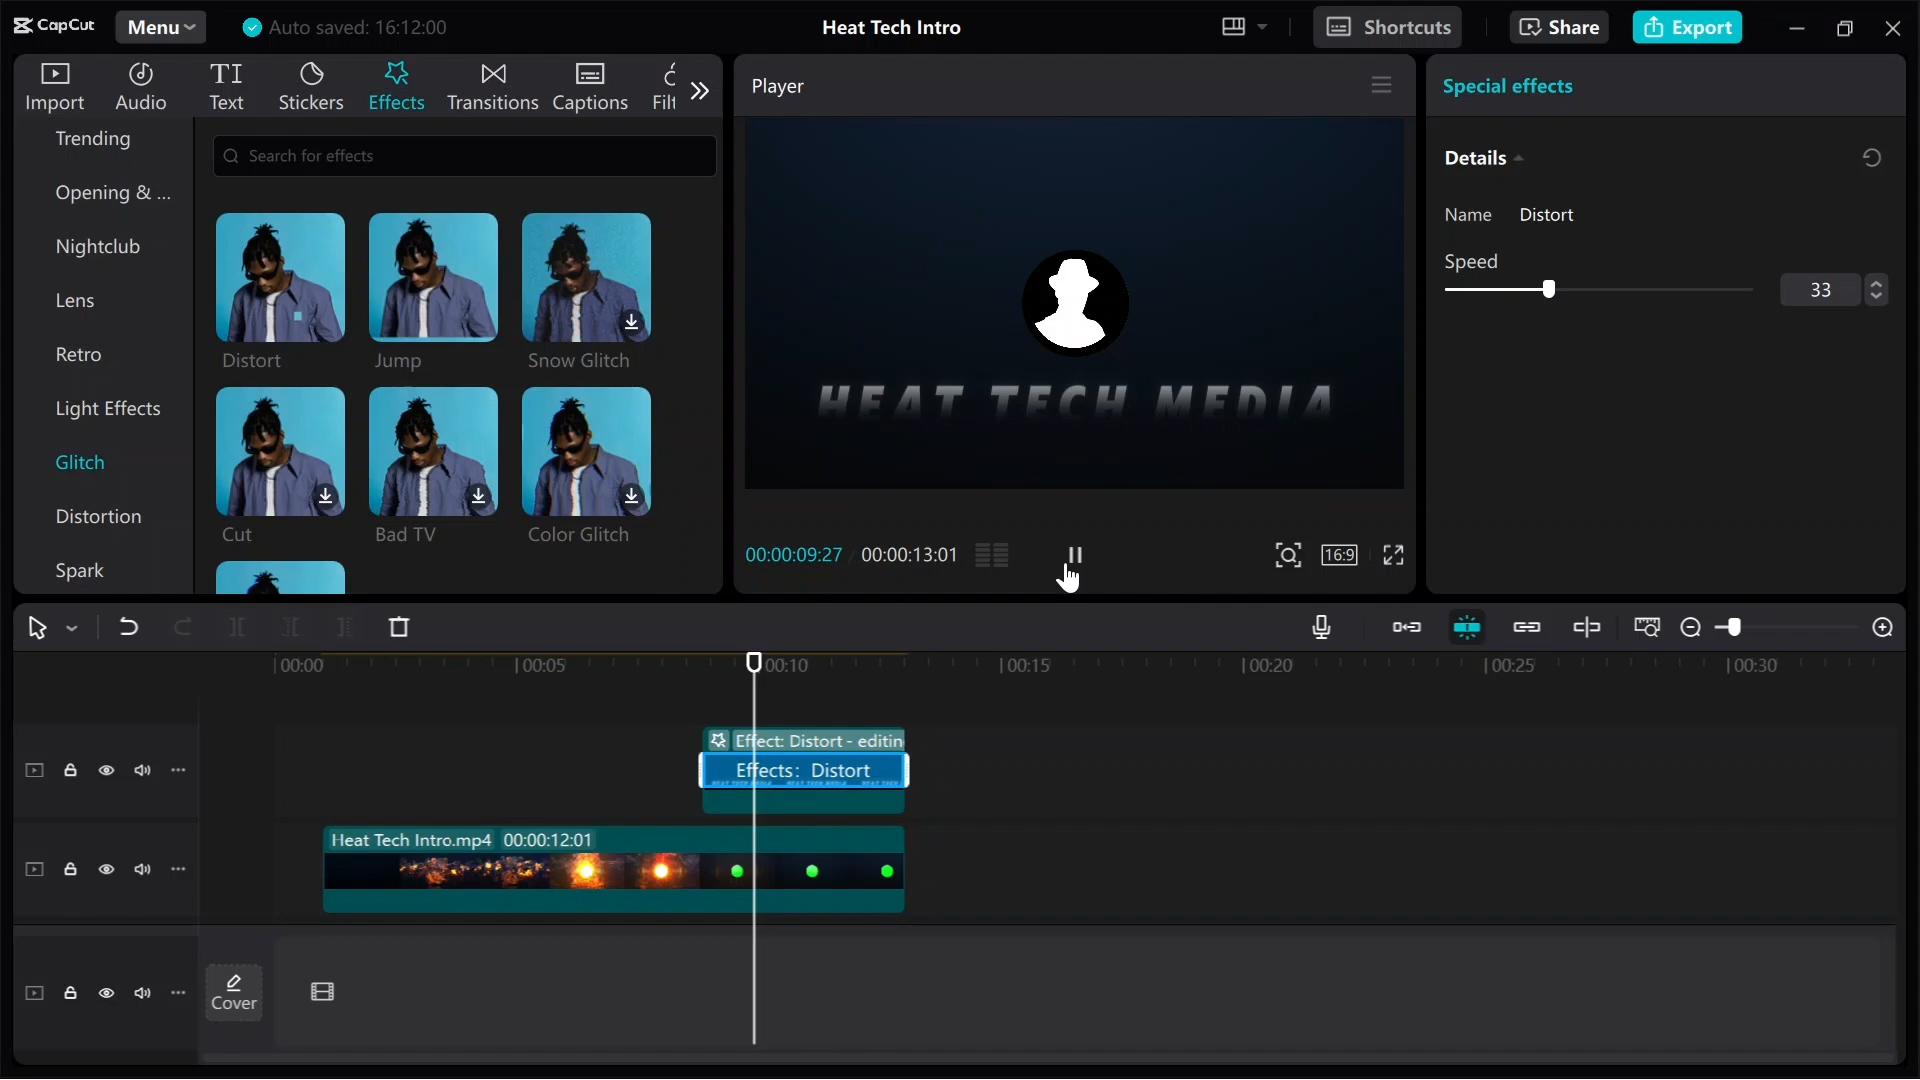 CapCut
Menu
Auto saved: 16:12:00
Heat Tech Intro
Shortcuts
Share
Export
Import
Audio
TI
Text
Stickers
Effects
Transitions
Captions
Filt
Trending
Opening & ...
Nightclub
Lens
Retro
Light Effects
Glitch
Distortion
Spark
Search for effects
Distort
Jump
Snow Glitch
Cut
Bad TV
Color Glitch
Player
HEAT TECH MEDIA
00:00:09:27
00:00:13:01
16:9
Special effects
Details
Name Distort
Speed
33
00:00
00:05
00:10
00:15
00:20
00:25
00:30
Effect: Distort - editin
Effects: Distort
Heat Tech Intro.mp4 00:00:12:01
Cover